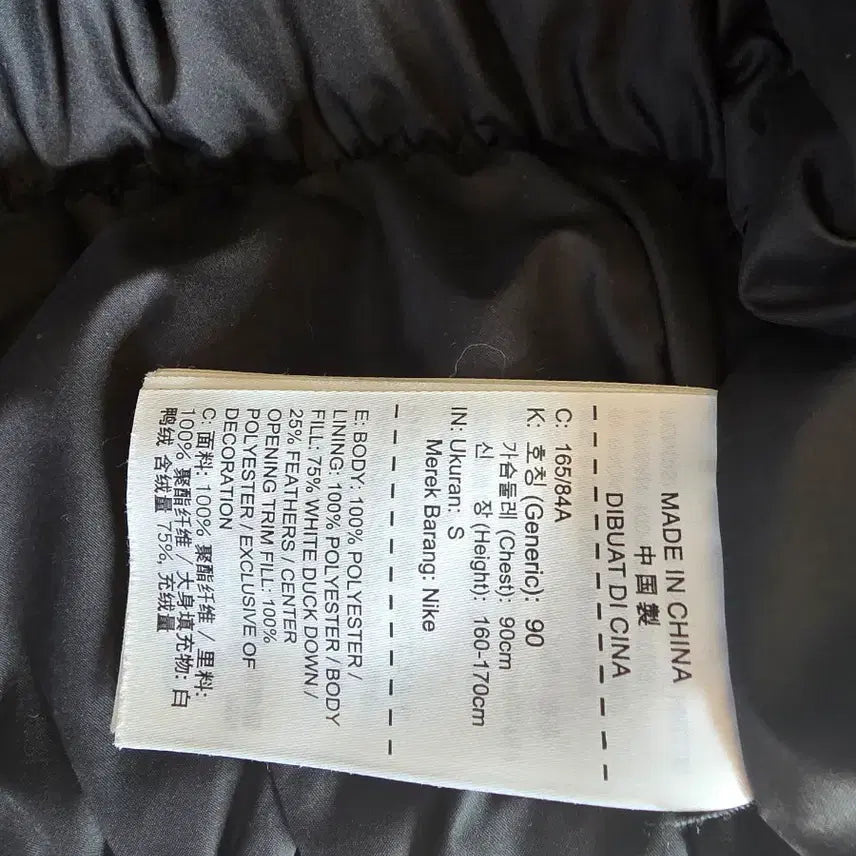 MADE IN CHINA
中国製
DIBUAT DI CINA
C: 165/84A
K: 호칭 (Generic): 90
가슴둘레 (Chest): 90cm
신 장 (Height): 160-170cm
IN: Ukuran: S
Merek Barang: Nike
E: BODY: 100% POLYESTER /
LINING: 100% POLYESTER / BODY
FILL: 75% WHITE DUCK DOWN /
25% FEATHERS / CENTER
OPENING TRIM FILL: 100%
POLYESTER / EXCLUSIVE OF
DECORATION
C: 面料: 100% 聚酯纤维 / 里料:
100% 聚酯纤维 / 大身填充物: 白
鸭绒 含绒量 75%, 充绒量